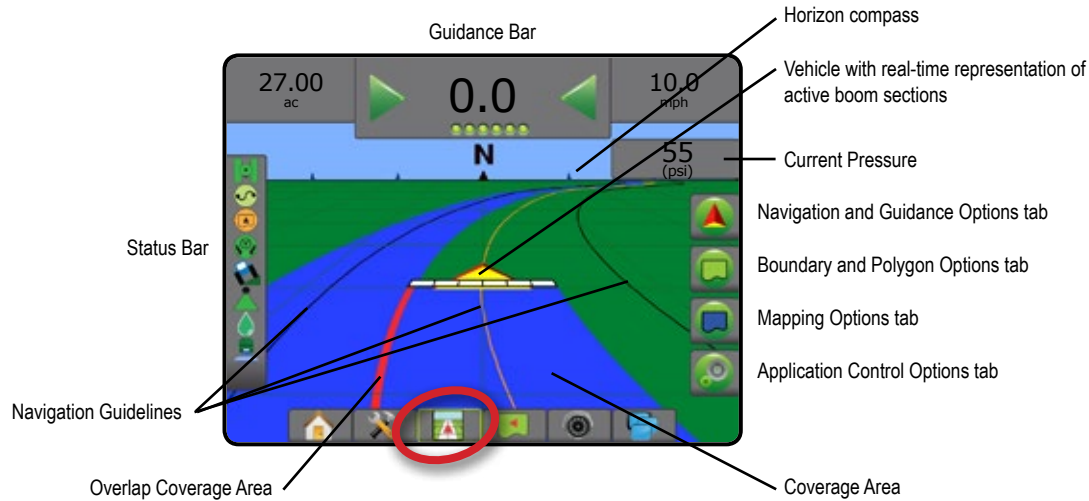 Horizon compass
Guidance Bar
Vehicle with real-time representation of
active boom sections
27.00
ac
0.0
10.0
mph
N
55
(psi)
Current Pressure
Navigation and Guidance Options tab
Status Bar
Boundary and Polygon Options tab
Mapping Options tab
Application Control Options tab
Navigation Guidelines
Overlap Coverage Area
Coverage Area